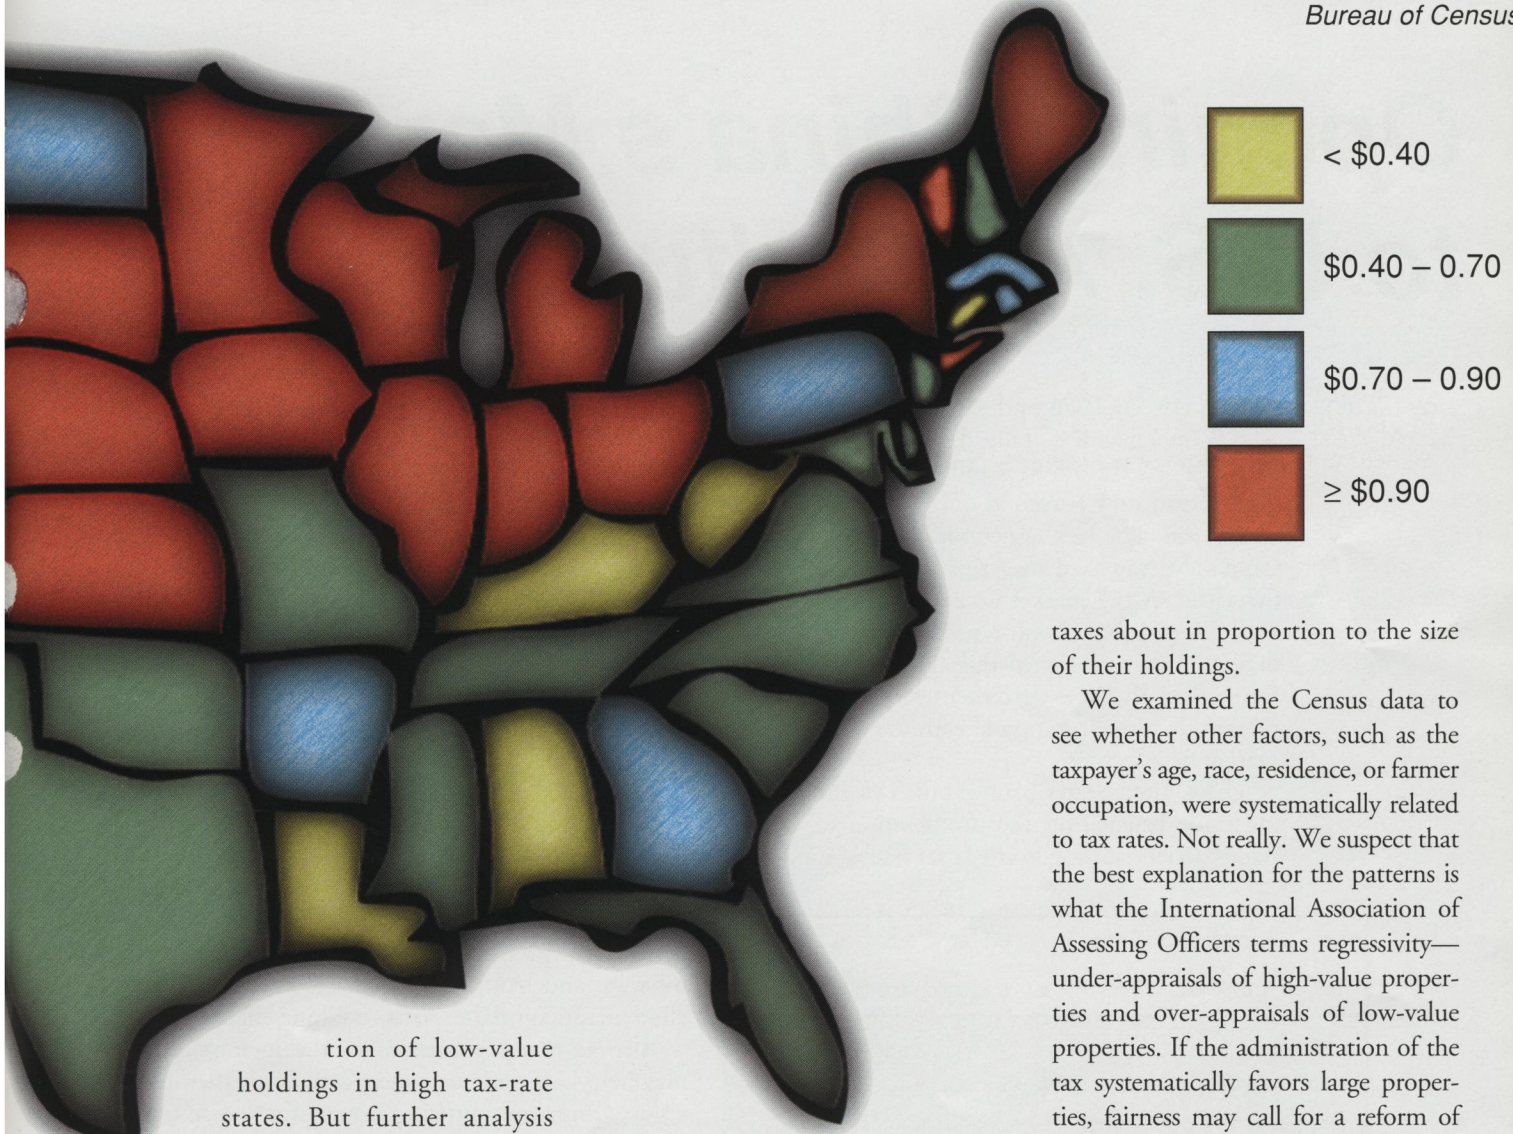 Bureau of Census
< $0.40
$0.40 – 0.70
$0.70 – 0.90
≥ $0.90
tion of low-value
holdings in high tax-rate
states. But further analysis
taxes about in proportion to the size
of their holdings.
We examined the Census data to
see whether other factors, such as the
taxpayer's age, race, residence, or farmer
occupation, were systematically related
to tax rates. Not really. We suspect that
the best explanation for the patterns is
what the International Association of
Assessing Officers terms regressivity—
under-appraisals of high-value proper-
ties and over-appraisals of low-value
properties. If the administration of the
tax systematically favors large proper-
ties, fairness may call for a reform of